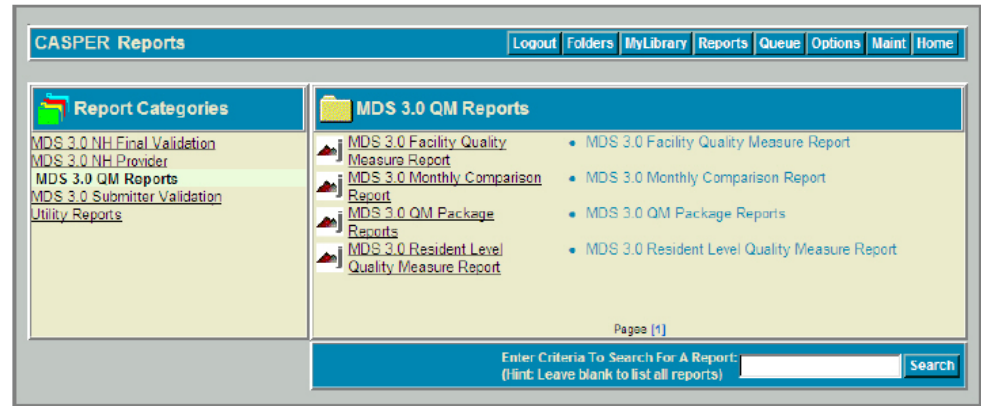 CASPER Reports
Logout Folders MyLibrary Reports Queue Options Maint Home
Report Categories
MDS 3.0 NH Final Validation
MDS 3.0 NH Provider
MDS 3.0 QM Reports
MDS 3.0 Submitter Validation
Utility Reports
MDS 3.0 QM Reports
MDS 3.0 Facility Quality
Measure Report
• MDS 3.0 Facility Quality Measure Report
MDS 3.0 Monthly Comparison
Report
• MDS 3.0 Monthly Comparison Report
MDS 3.0 QM Package
Reports
• MDS 3.0 QM Package Reports
MDS 3.0 Resident Level
Quality Measure Report
• MDS 3.0 Resident Level Quality Measure Report
Pages [1]
Enter Criteria To Search For A Report:
(Hint: Leave blank to list all reports)
Search